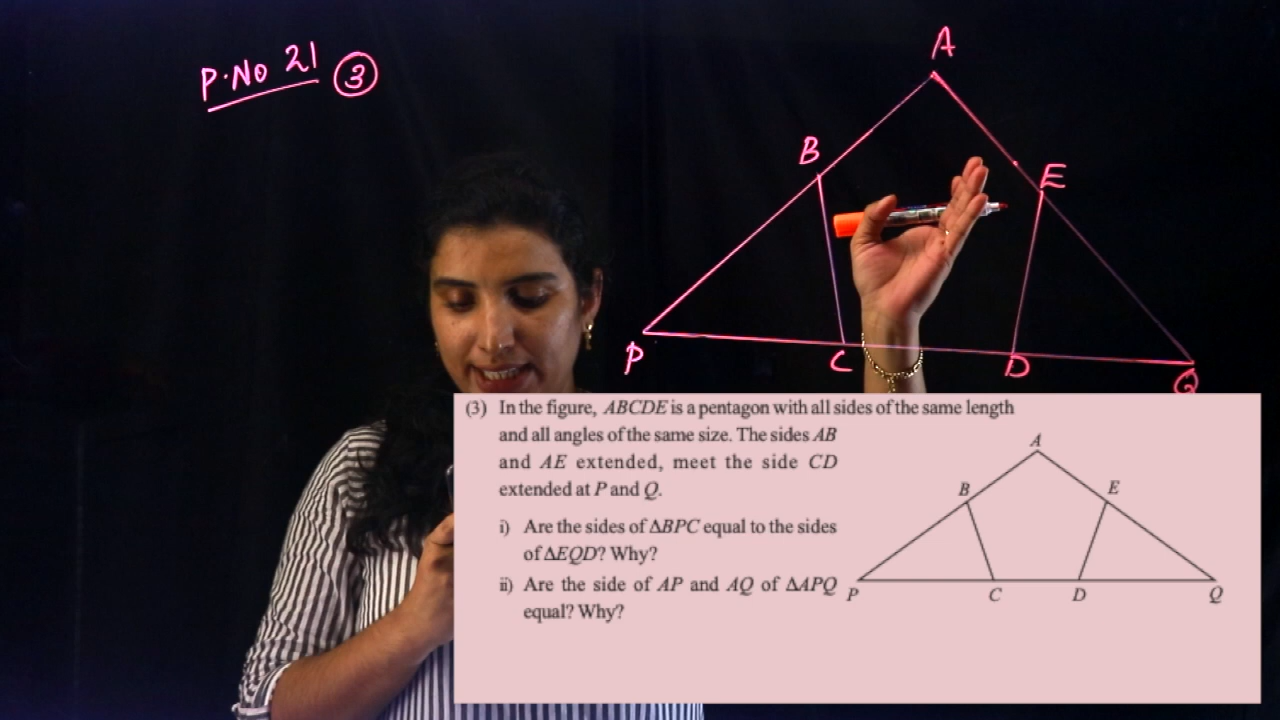 P.No 21 ③
A
B
E
P
C
D
Q
(3) In the figure, ABCDE is a pentagon with all sides of the same length
and all angles of the same size. The sides AB
and AE extended, meet the side CD
extended at P and Q.
i) Are the sides of ΔBPC equal to the sides
of ΔEQD? Why?
ii) Are the side of AP and AQ of ΔAPQ
equal? Why?
A
B
E
P
C
D
Q